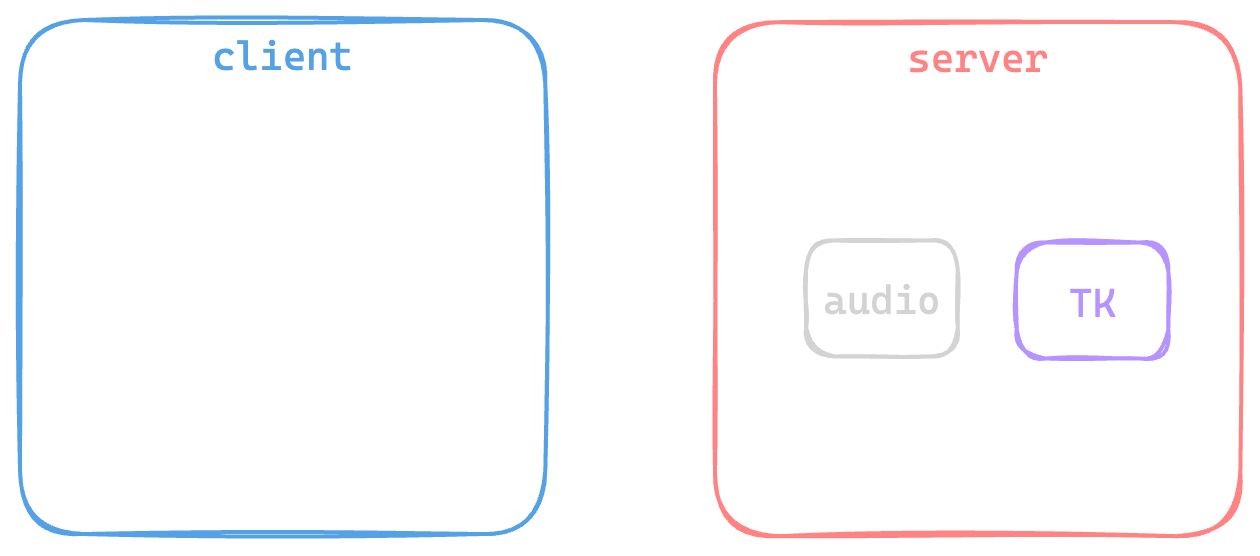 client
server
audio
TK